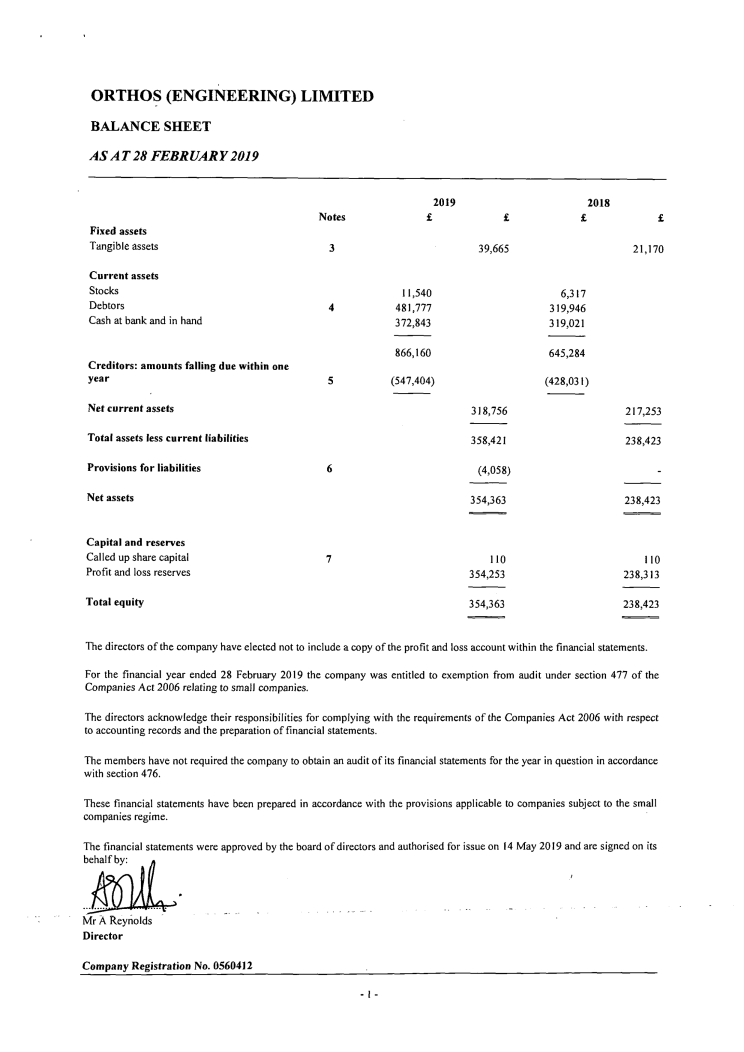 ORTHOS (ENGINEERING) LIMITED
BALANCE SHEET
AS AT 28 FEBRUARY 2019
2019 2018
Notes £ £ £ £
Fixed assets
Tangible assets 3 39,665 21,170
Current assets
Stocks 11,540 6,317
Debtors 4 481,777 319,946
Cash at bank and in hand 372,843 319,021
866,160 645,284
Creditors: amounts falling due within one
year 5 (547,404) (428,031)
Net current assets 318,756 217,253
Total assets less current liabilities 358,421 238,423
Provisions for liabilities 6 (4,058) -
Net assets 354,363 238,423
Capital and reserves
Called up share capital 7 110 110
Profit and loss reserves 354,253 238,313
Total equity 354,363 238,423
The directors of the company have elected not to include a copy of the profit and loss account within the financial statements.
For the financial year ended 28 February 2019 the company was entitled to exemption from audit under section 477 of the
Companies Act 2006 relating to small companies.
The directors acknowledge their responsibilities for complying with the requirements of the Companies Act 2006 with respect
to accounting records and the preparation of financial statements.
The members have not required the company to obtain an audit of its financial statements for the year in question in accordance
with section 476.
These financial statements have been prepared in accordance with the provisions applicable to companies subject to the small
companies regime.
The financial statements were approved by the board of directors and authorised for issue on 14 May 2019 and are signed on its
behalf by:
Mr A Reynolds
Director
Company Registration No. 0560412
- 1 -